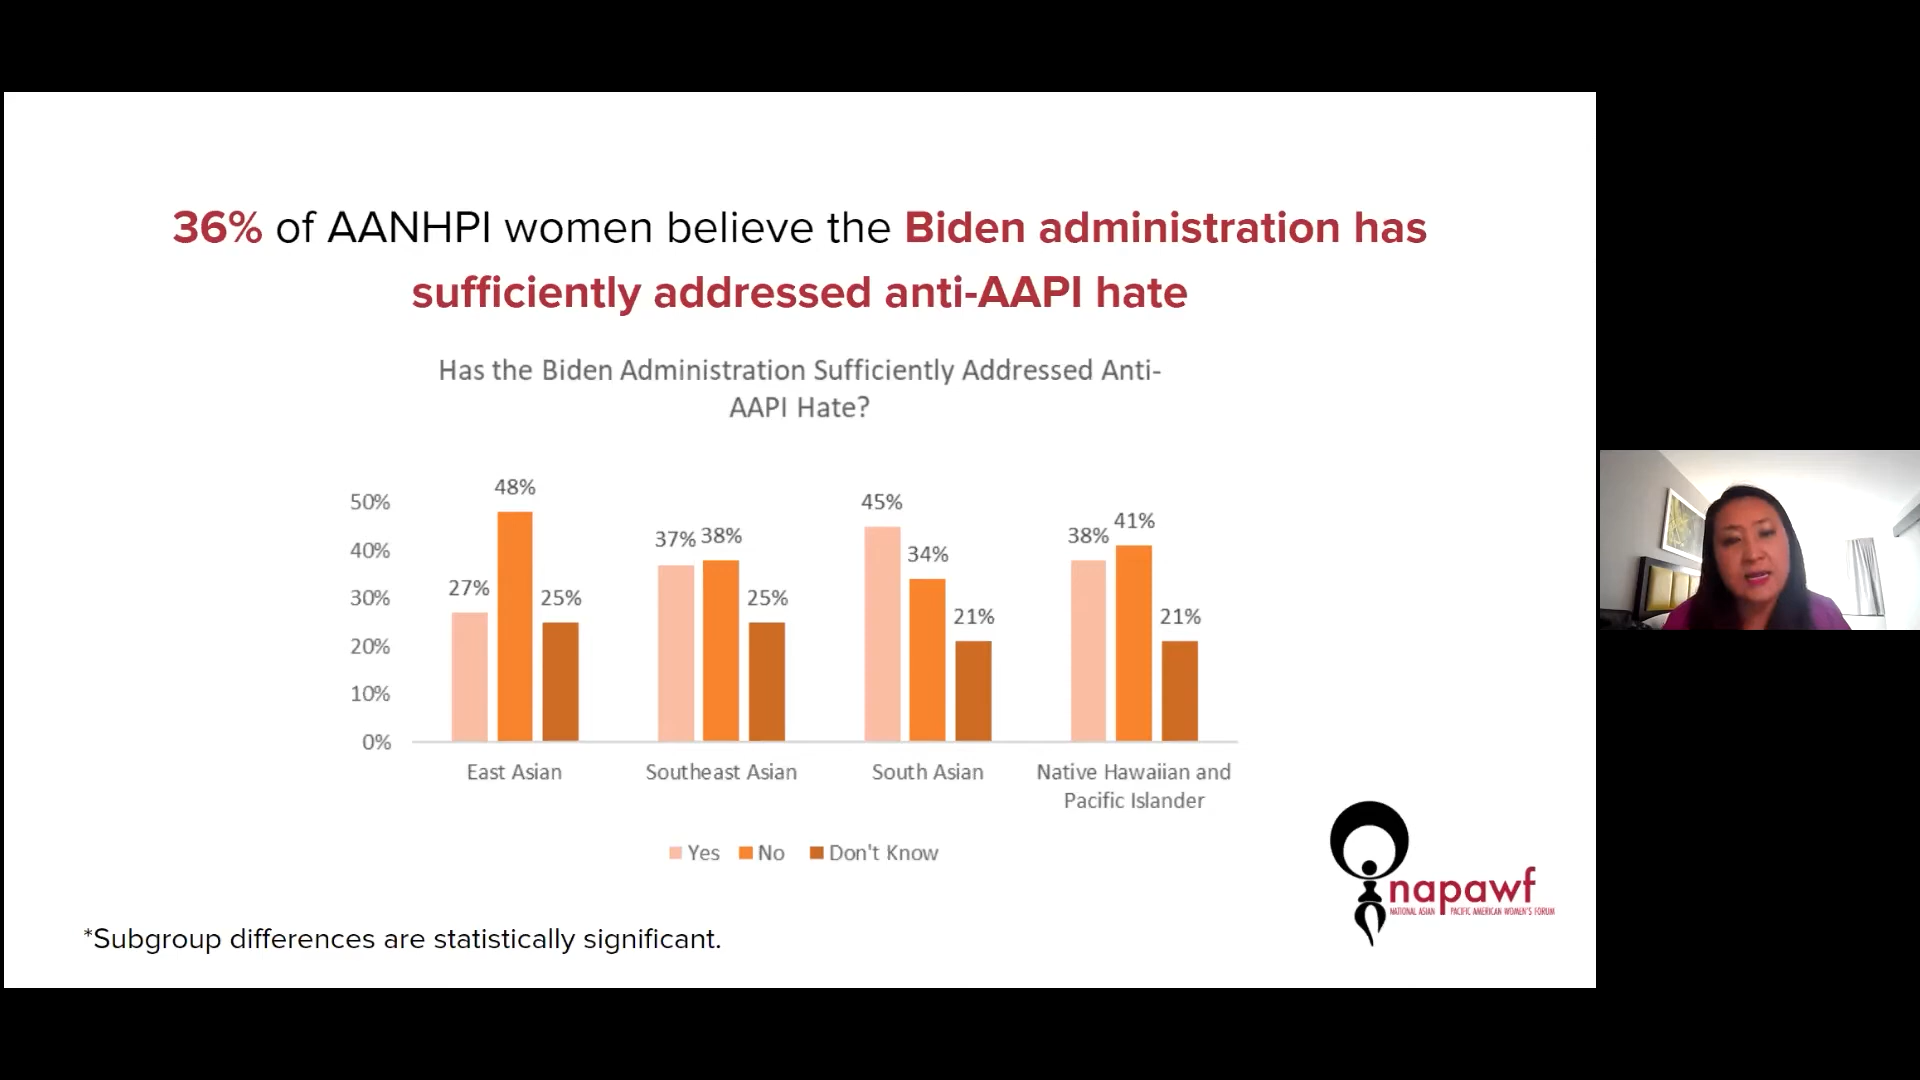 36% of AANHPI women believe the Biden administration has
sufficiently addressed anti-AAPI hate
Has the Biden Administration Sufficiently Addressed Anti-
AAPI Hate?
50%
40%
30%
20%
10%
0%
27%
48%
25%
37%
38%
25%
45%
34%
21%
38%
41%
21%
East Asian
Southeast Asian
South Asian
Native Hawaiian and
Pacific Islander
Yes
No
Don't Know
napawf
NATIONAL ASIAN PACIFIC AMERICAN WOMEN'S FORUM
*Subgroup differences are statistically significant.